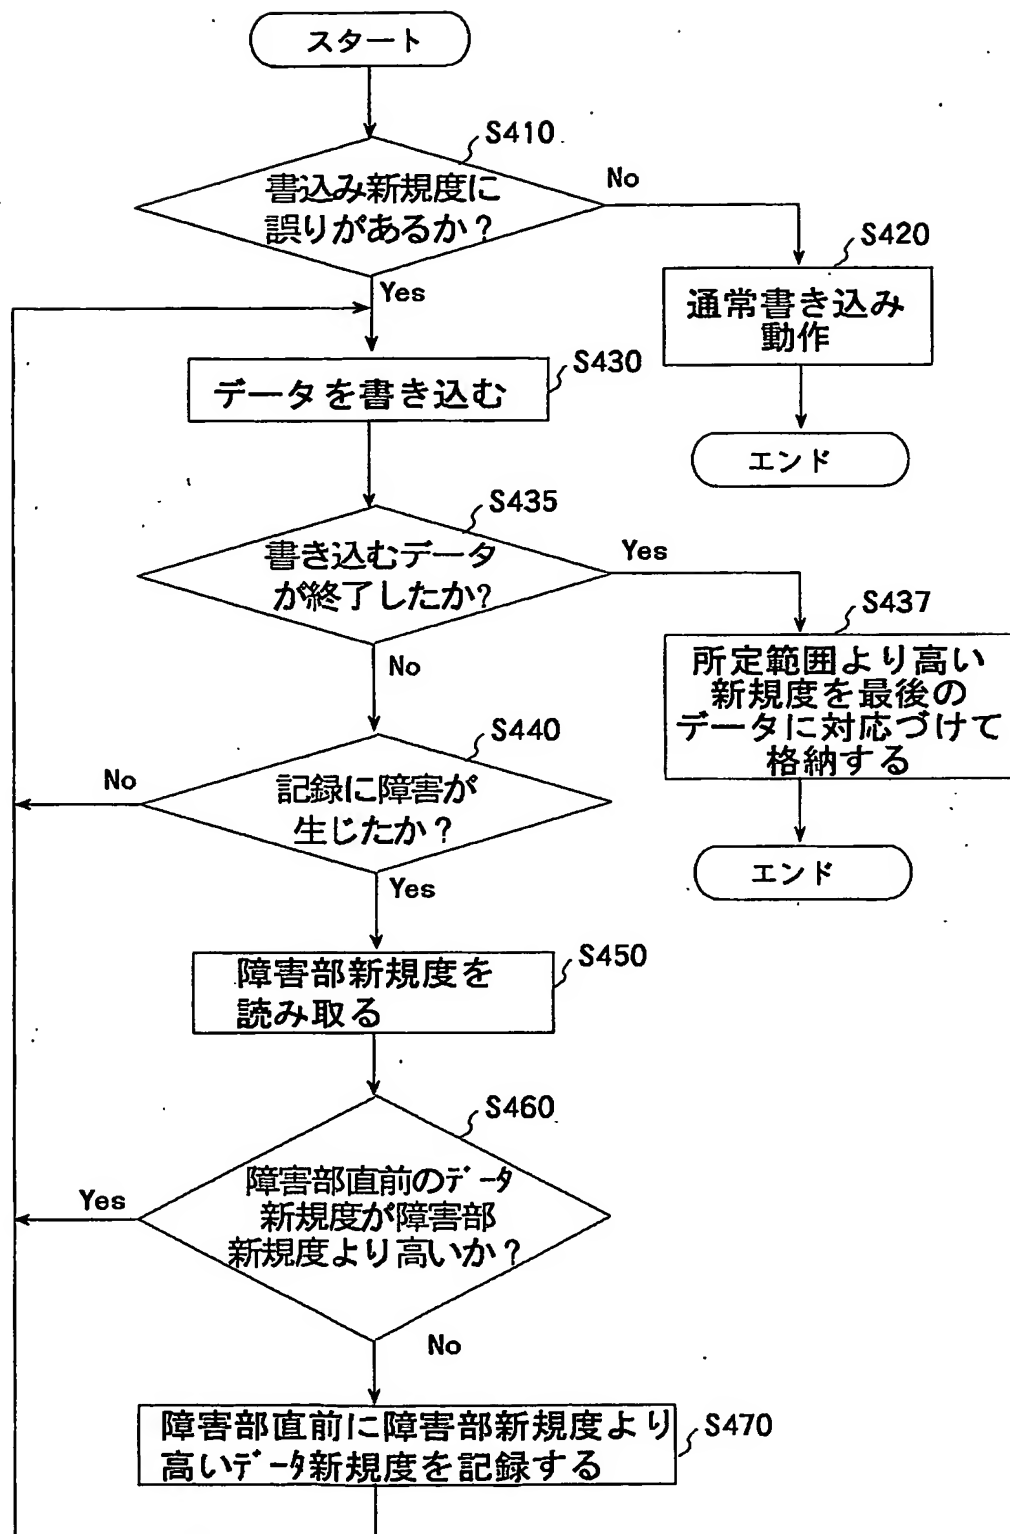 スタート
S410
書込み新規度に
誤りがあるか？
No
Yes
S420
通常書き込み
動作
エンド
S430
データを書き込む
S435
書き込むデータ
が終了したか?
Yes
No
S437
所定範囲より高い
新規度を最後の
データに対応づけて
格納する
エンド
S440
記録に障害が
生じたか？
No
Yes
S450
障害部新規度を
読み取る
S460
障害部直前のﾃﾞｰﾀ
新規度が障害部
新規度より高いか？
Yes
No
S470
障害部直前に障害部新規度より
高いﾃﾞｰﾀ新規度を記録する